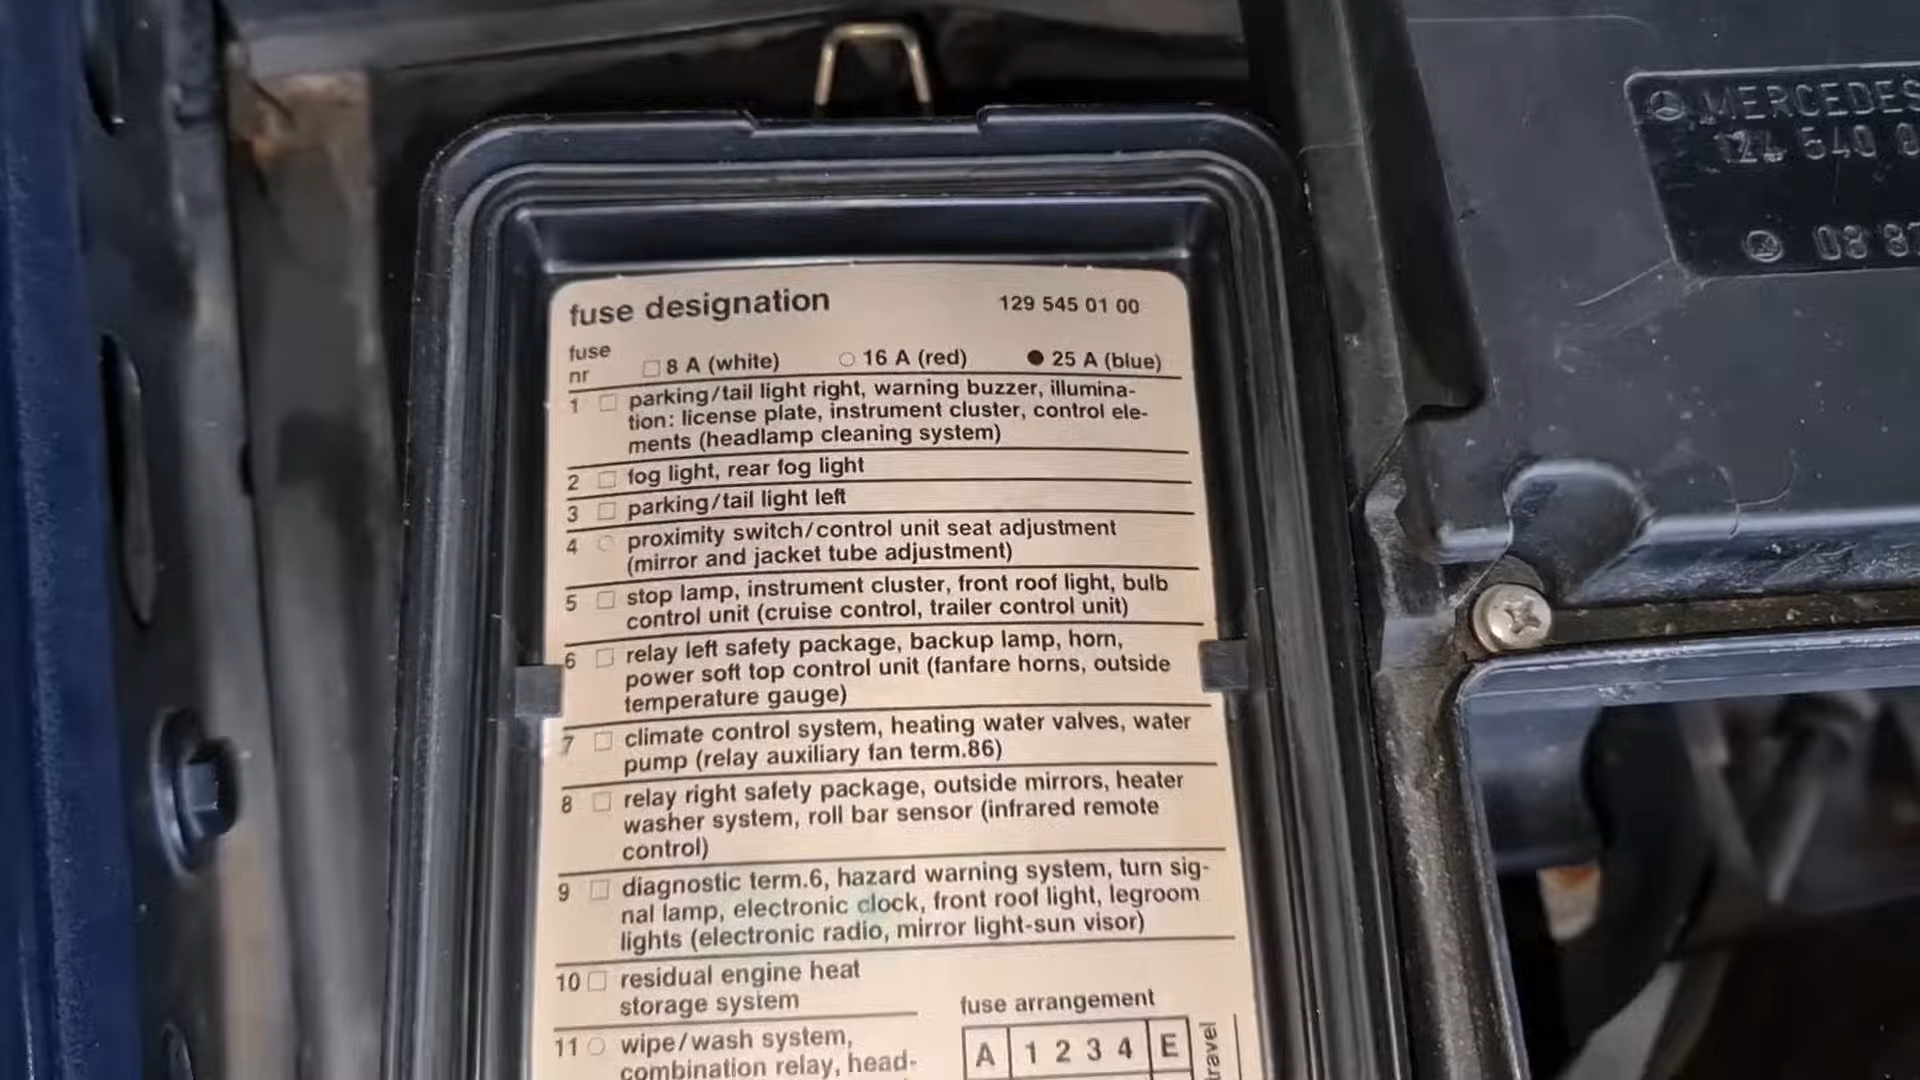 MERCEDES
124 540
08 87
fuse designation 129 545 01 00
fuse
nr □ 8 A (white) ○ 16 A (red) ● 25 A (blue)
1 □ parking/tail light right, warning buzzer, illumina-
tion: license plate, instrument cluster, control ele-
ments (headlamp cleaning system)
2 □ fog light, rear fog light
3 □ parking/tail light left
4 ○ proximity switch/control unit seat adjustment
(mirror and jacket tube adjustment)
5 □ stop lamp, instrument cluster, front roof light, bulb
control unit (cruise control, trailer control unit)
6 □ relay left safety package, backup lamp, horn,
power soft top control unit (fanfare horns, outside
temperature gauge)
7 □ climate control system, heating water valves, water
pump (relay auxiliary fan term.86)
8 □ relay right safety package, outside mirrors, heater
washer system, roll bar sensor (infrared remote
control)
9 □ diagnostic term.6, hazard warning system, turn sig-
nal lamp, electronic clock, front roof light, legroom
lights (electronic radio, mirror light-sun visor)
10 □ residual engine heat
storage system
11 ○ wipe/wash system,
combination relay, head-
fuse arrangement
A 1 2 3 4 E
travel